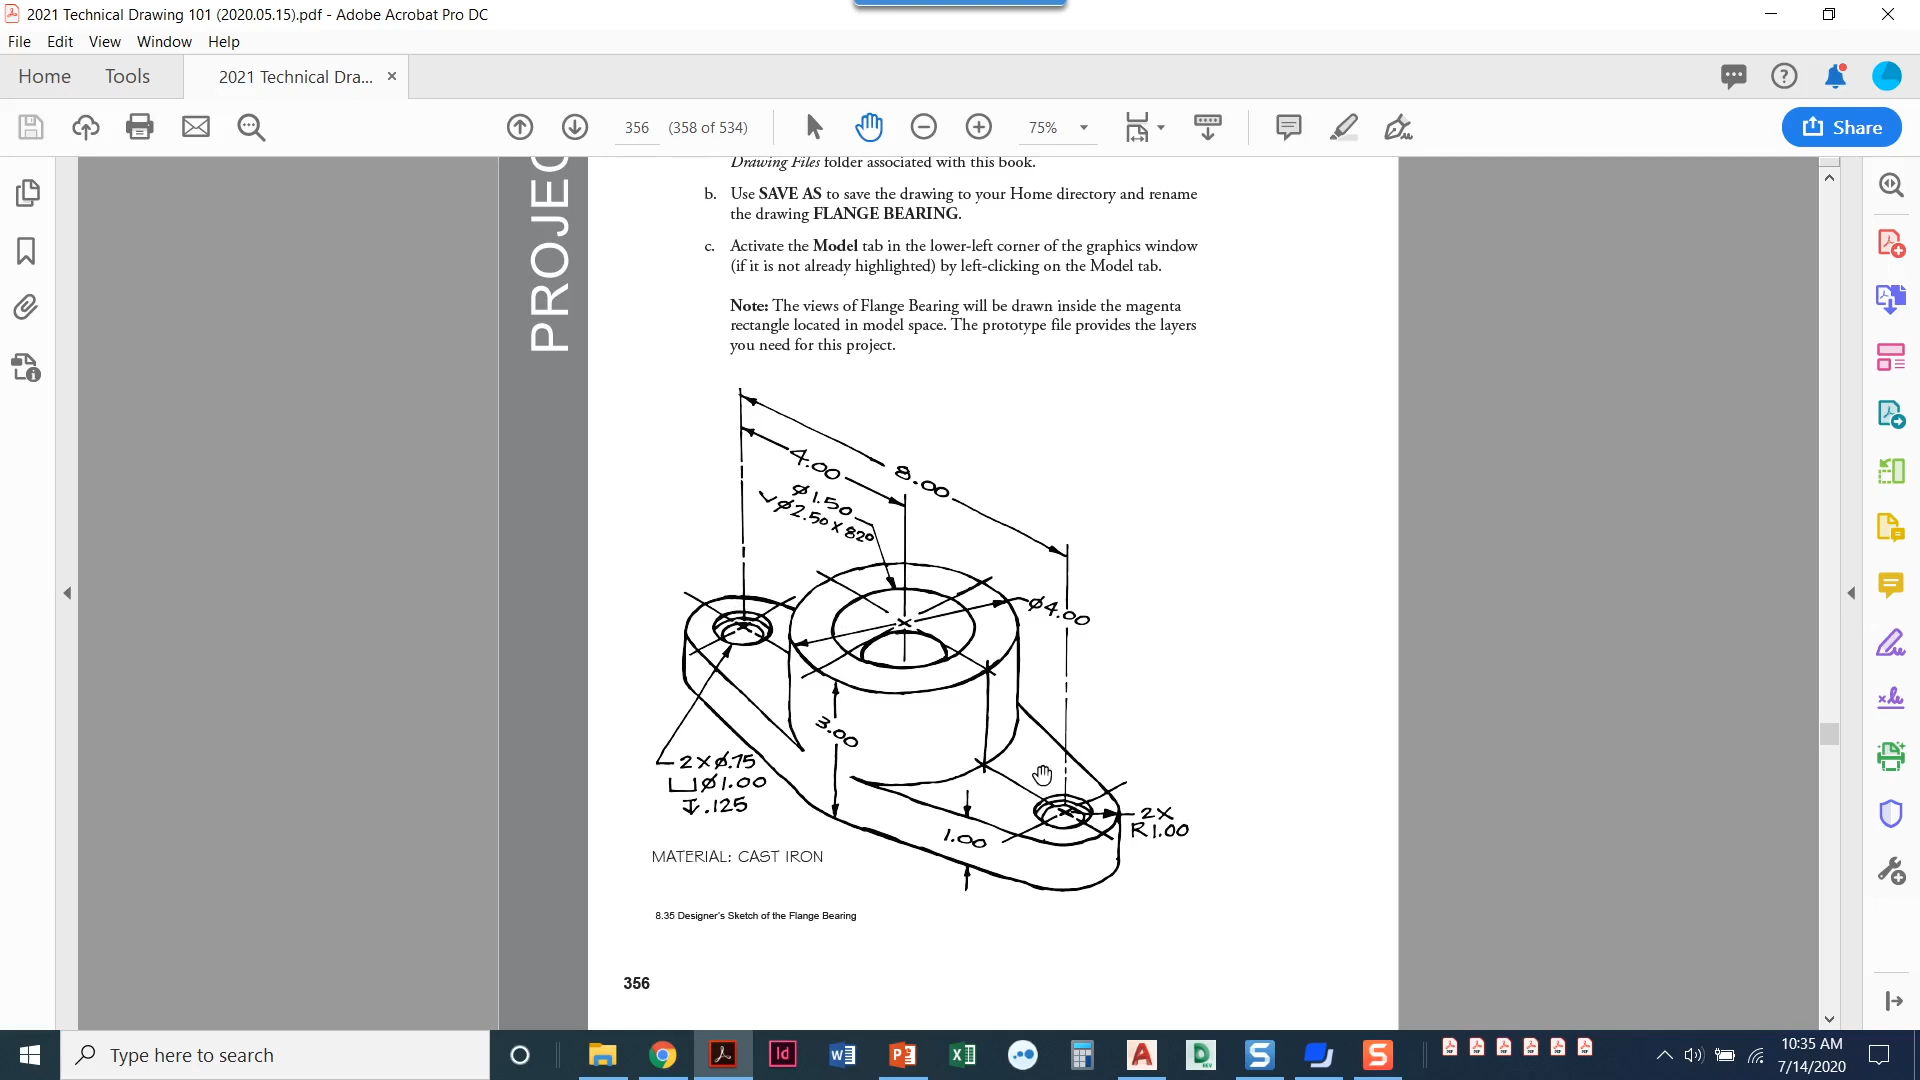 2021 Technical Drawing 101 (2020.05.15).pdf - Adobe Acrobat Pro DC
File Edit View Window Help
Home Tools 2021 Technical Dra... ×
356 (358 of 534) 75% Share
PROJEC
Drawing Files folder associated with this book.
b. Use SAVE AS to save the drawing to your Home directory and rename
the drawing FLANGE BEARING.
c. Activate the Model tab in the lower-left corner of the graphics window
(if it is not already highlighted) by left-clicking on the Model tab.
Note: The views of Flange Bearing will be drawn inside the magenta
rectangle located in model space. The prototype file provides the layers
you need for this project.
4.00
8.00
⌀1.50
⌵⌀2.50 X 82°
⌀4.00
3.00
2X⌀.75
⌴⌀1.00
↧.125
1.00
2X
R1.00
MATERIAL: CAST IRON
8.35 Designer's Sketch of the Flange Bearing
356
Type here to search
10:35 AM
7/14/2020